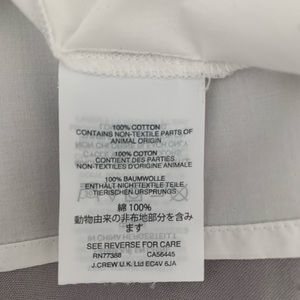 100% COTTON
CONTAINS NON-TEXTILE PARTS OF
ANIMAL ORIGIN
100% COTON
CONTIENT DES PARTIES
NON-TEXTILES D'ORIGINE ANIMALE
100% BAUMWOLLE
ENTHÄLT NICHTTEXTILE TEILE
TIERISCHEN URSPRUNGS
綿 100%
動物由来の非布地部分を含み
ます
SEE REVERSE FOR CARE
RN77388 CA56445
J.CREW U.K. Ltd EC4V 6JA